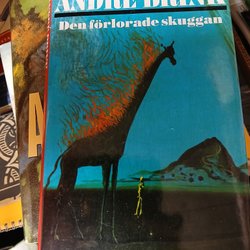 ANDRÉ BRINK
Den förlorade skuggan
A